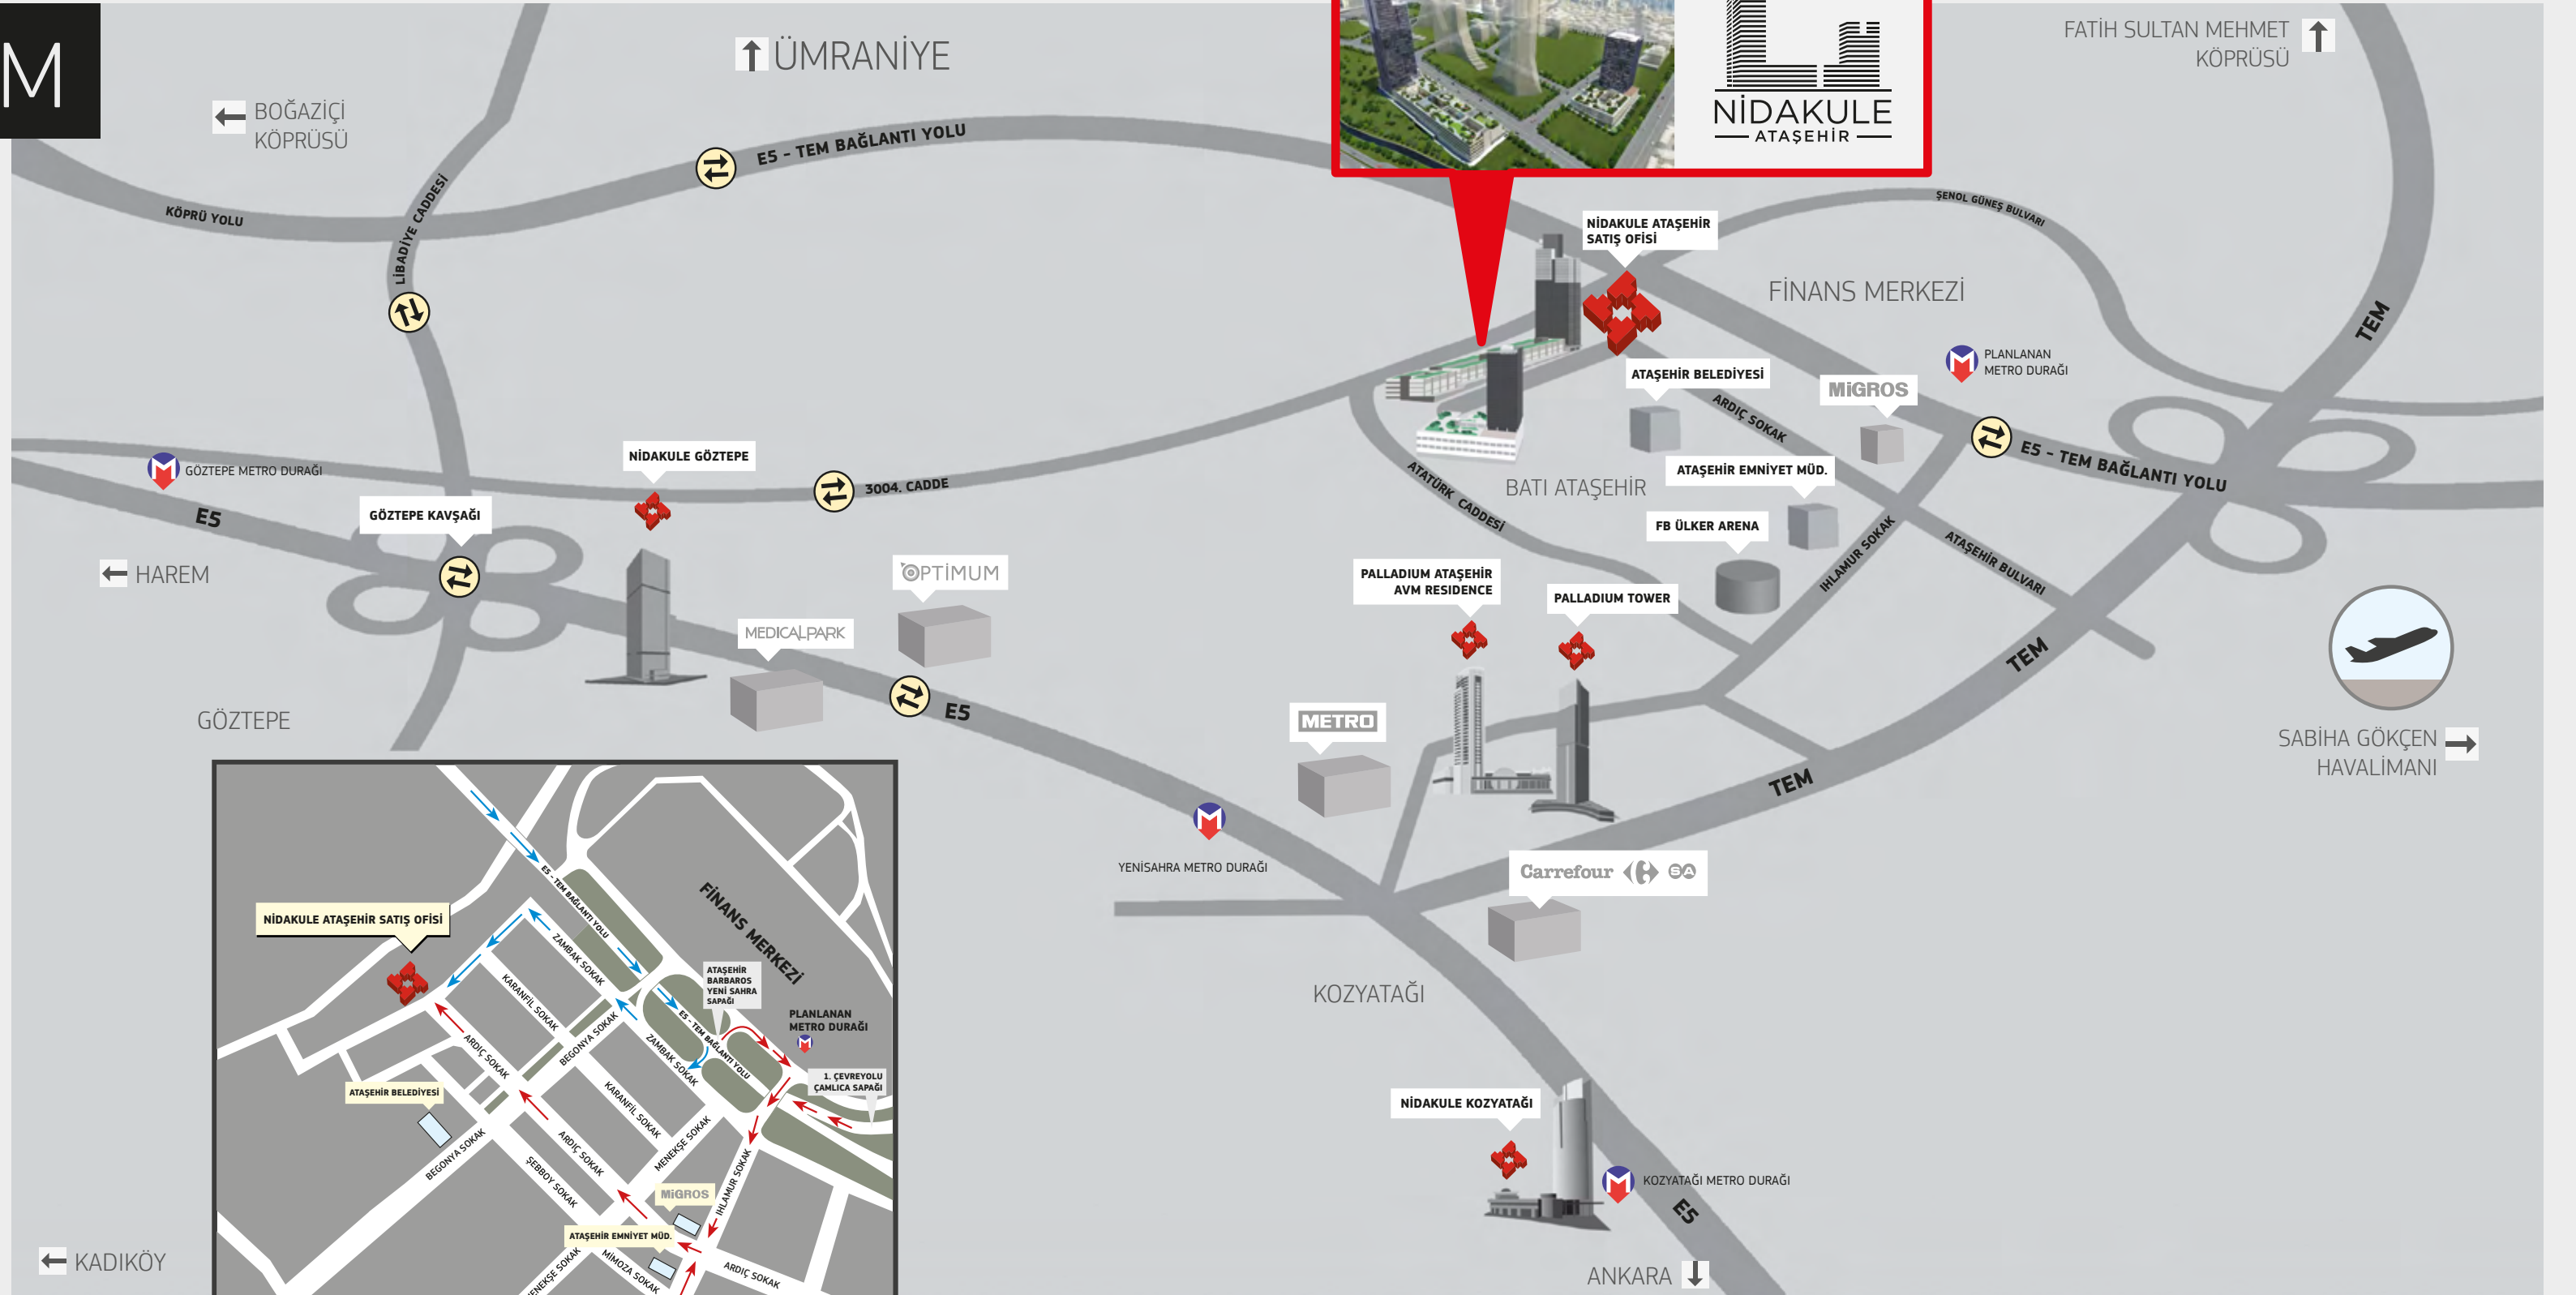 M
ÜMRANİYE
BOĞAZİÇİ
KÖPRÜSÜ
NİDAKULE
ATAŞEHİR
FATİH SULTAN MEHMET
KÖPRÜSÜ
E5 - TEM BAĞLANTI YOLU
KÖPRÜ YOLU
LİBADİYE CADDESİ
ŞENOL GÜNEŞ BULVARI
NİDAKULE ATAŞEHİR
SATIŞ OFİSİ
FİNANS MERKEZİ
TEM
PLANLANAN
METRO DURAĞI
ATAŞEHİR BELEDİYESİ
MiGROS
ARDIÇ SOKAK
E5 - TEM BAĞLANTI YOLU
GÖZTEPE METRO DURAĞI
NİDAKULE GÖZTEPE
3004. CADDE
ATATÜRK CADDESİ
BATI ATAŞEHİR
ATAŞEHİR EMNİYET MÜD.
E5
GÖZTEPE KAVŞAĞI
FB ÜLKER ARENA
IHLAMUR SOKAK
ATAŞEHİR BULVARI
HAREM
OPTİMUM
PALLADIUM ATAŞEHİR
AVM RESIDENCE
PALLADIUM TOWER
MEDICALPARK
TEM
GÖZTEPE
E5
METRO
SABİHA GÖKÇEN
HAVALİMANI
TEM
YENİSAHRA METRO DURAĞI
Carrefour SA
KOZYATAĞI
NİDAKULE KOZYATAĞI
KOZYATAĞI METRO DURAĞI
E5
ANKARA
KADIKÖY
E5 - TEM BAĞLANTI YOLU
FİNANS MERKEZİ
NİDAKULE ATAŞEHİR SATIŞ OFİSİ
ZAMBAK SOKAK
ATAŞEHİR
BARBAROS
YENİ SAHRA
SAPAĞI
KARANFİL SOKAK
PLANLANAN
METRO DURAĞI
E5 - TEM BAĞLANTI YOLU
BEGONYA SOKAK
ZAMBAK SOKAK
ARDIÇ SOKAK
1. ÇEVREYOLU
ÇAMLICA SAPAĞI
ATAŞEHİR BELEDİYESİ
KARANFİL SOKAK
MENEKŞE SOKAK
BEGONYA SOKAK
ARDIÇ SOKAK
ŞEBBOY SOKAK
IHLAMUR SOKAK
MiGROS
ATAŞEHİR EMNİYET MÜD.
ENEKŞE SOKAK
MİMOZA SOKAK
ARDIÇ SOKAK